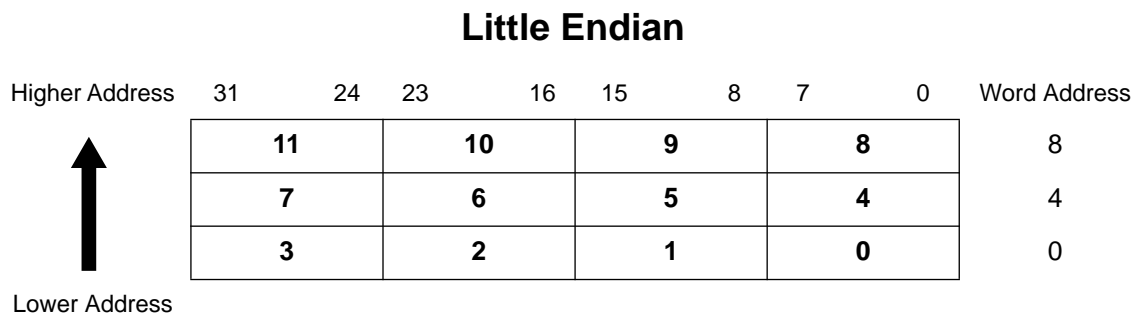 Little Endian
Higher Address 31 24 23 16 15 8 7 0 Word Address
11 10 9 8 8
7 6 5 4 4
3 2 1 0 0
Lower Address